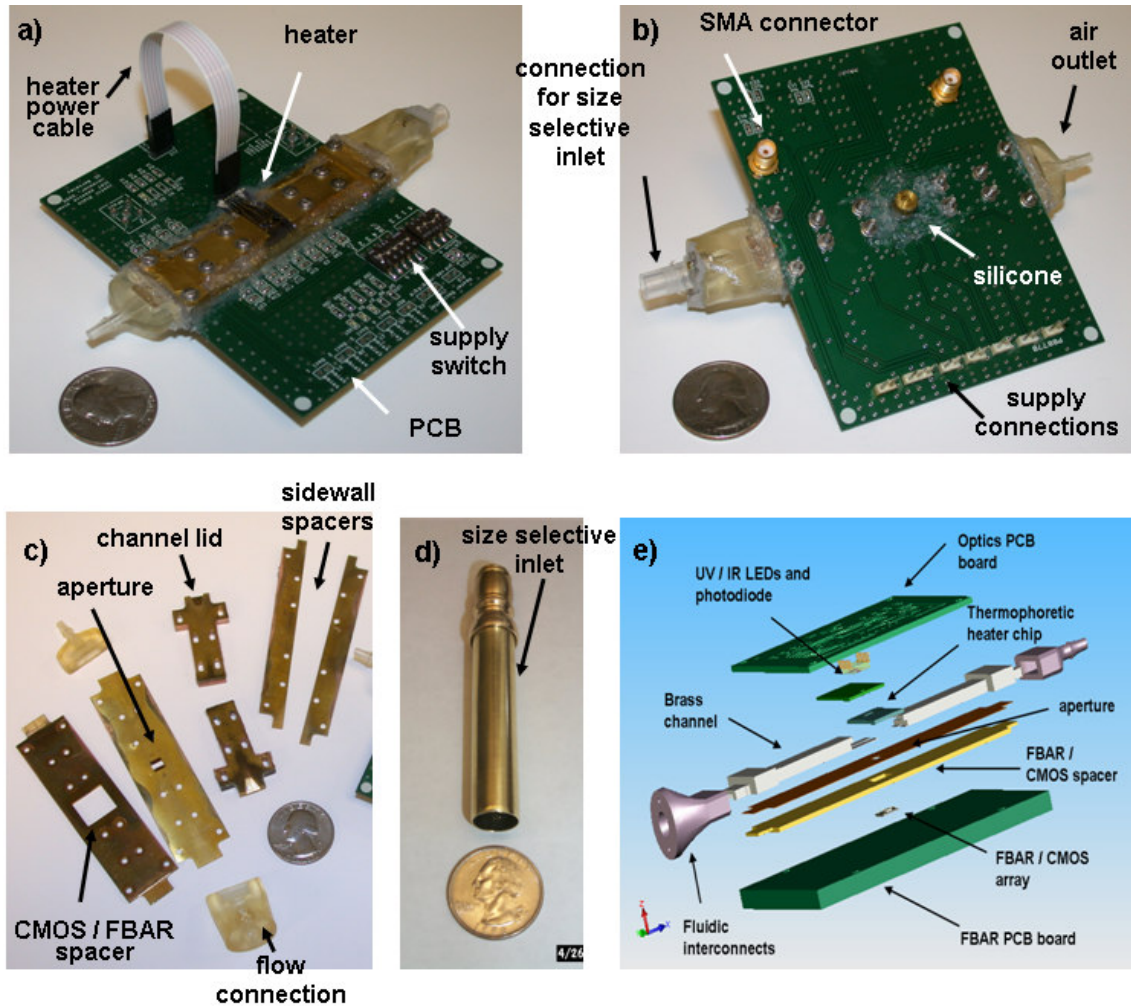 a)
heater
heater
power
cable
supply
switch
PCB
b)
SMA connector
air
outlet
connection
for size
selective
inlet
silicone
supply
connections
c)
sidewall
spacers
channel lid
aperture
CMOS / FBAR
spacer
flow
connection
d)
size selective
inlet
4/26
e)
Optics PCB
board
UV / IR LEDs and
photodiode
Thermophoretic
heater chip
Brass
channel
aperture
FBAR /
CMOS spacer
FBAR / CMOS
array
Fluidic
interconnects
FBAR PCB board
Z
X